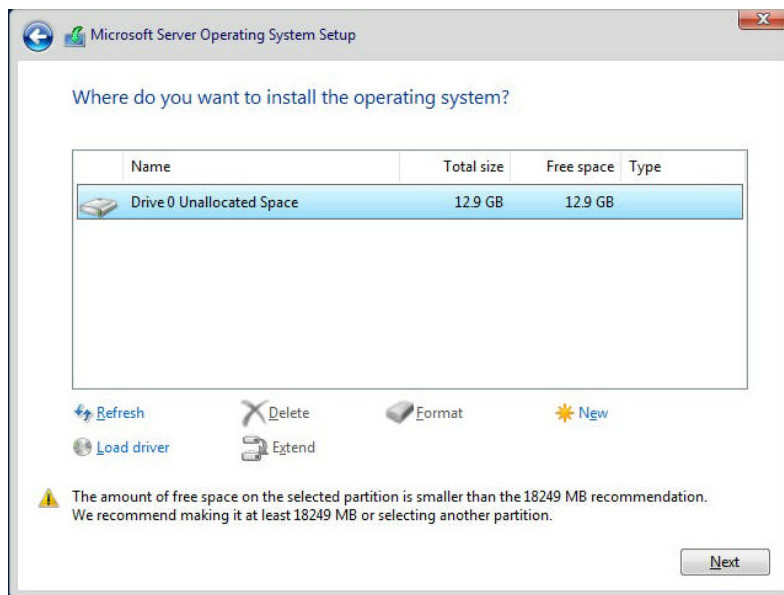 Microsoft Server Operating System Setup
Where do you want to install the operating system?
Name Total size Free space Type
Drive 0 Unallocated Space 12.9 GB 12.9 GB
Refresh Delete Format New
Load driver Extend
The amount of free space on the selected partition is smaller than the 18249 MB recommendation.
We recommend making it at least 18249 MB or selecting another partition.
Next